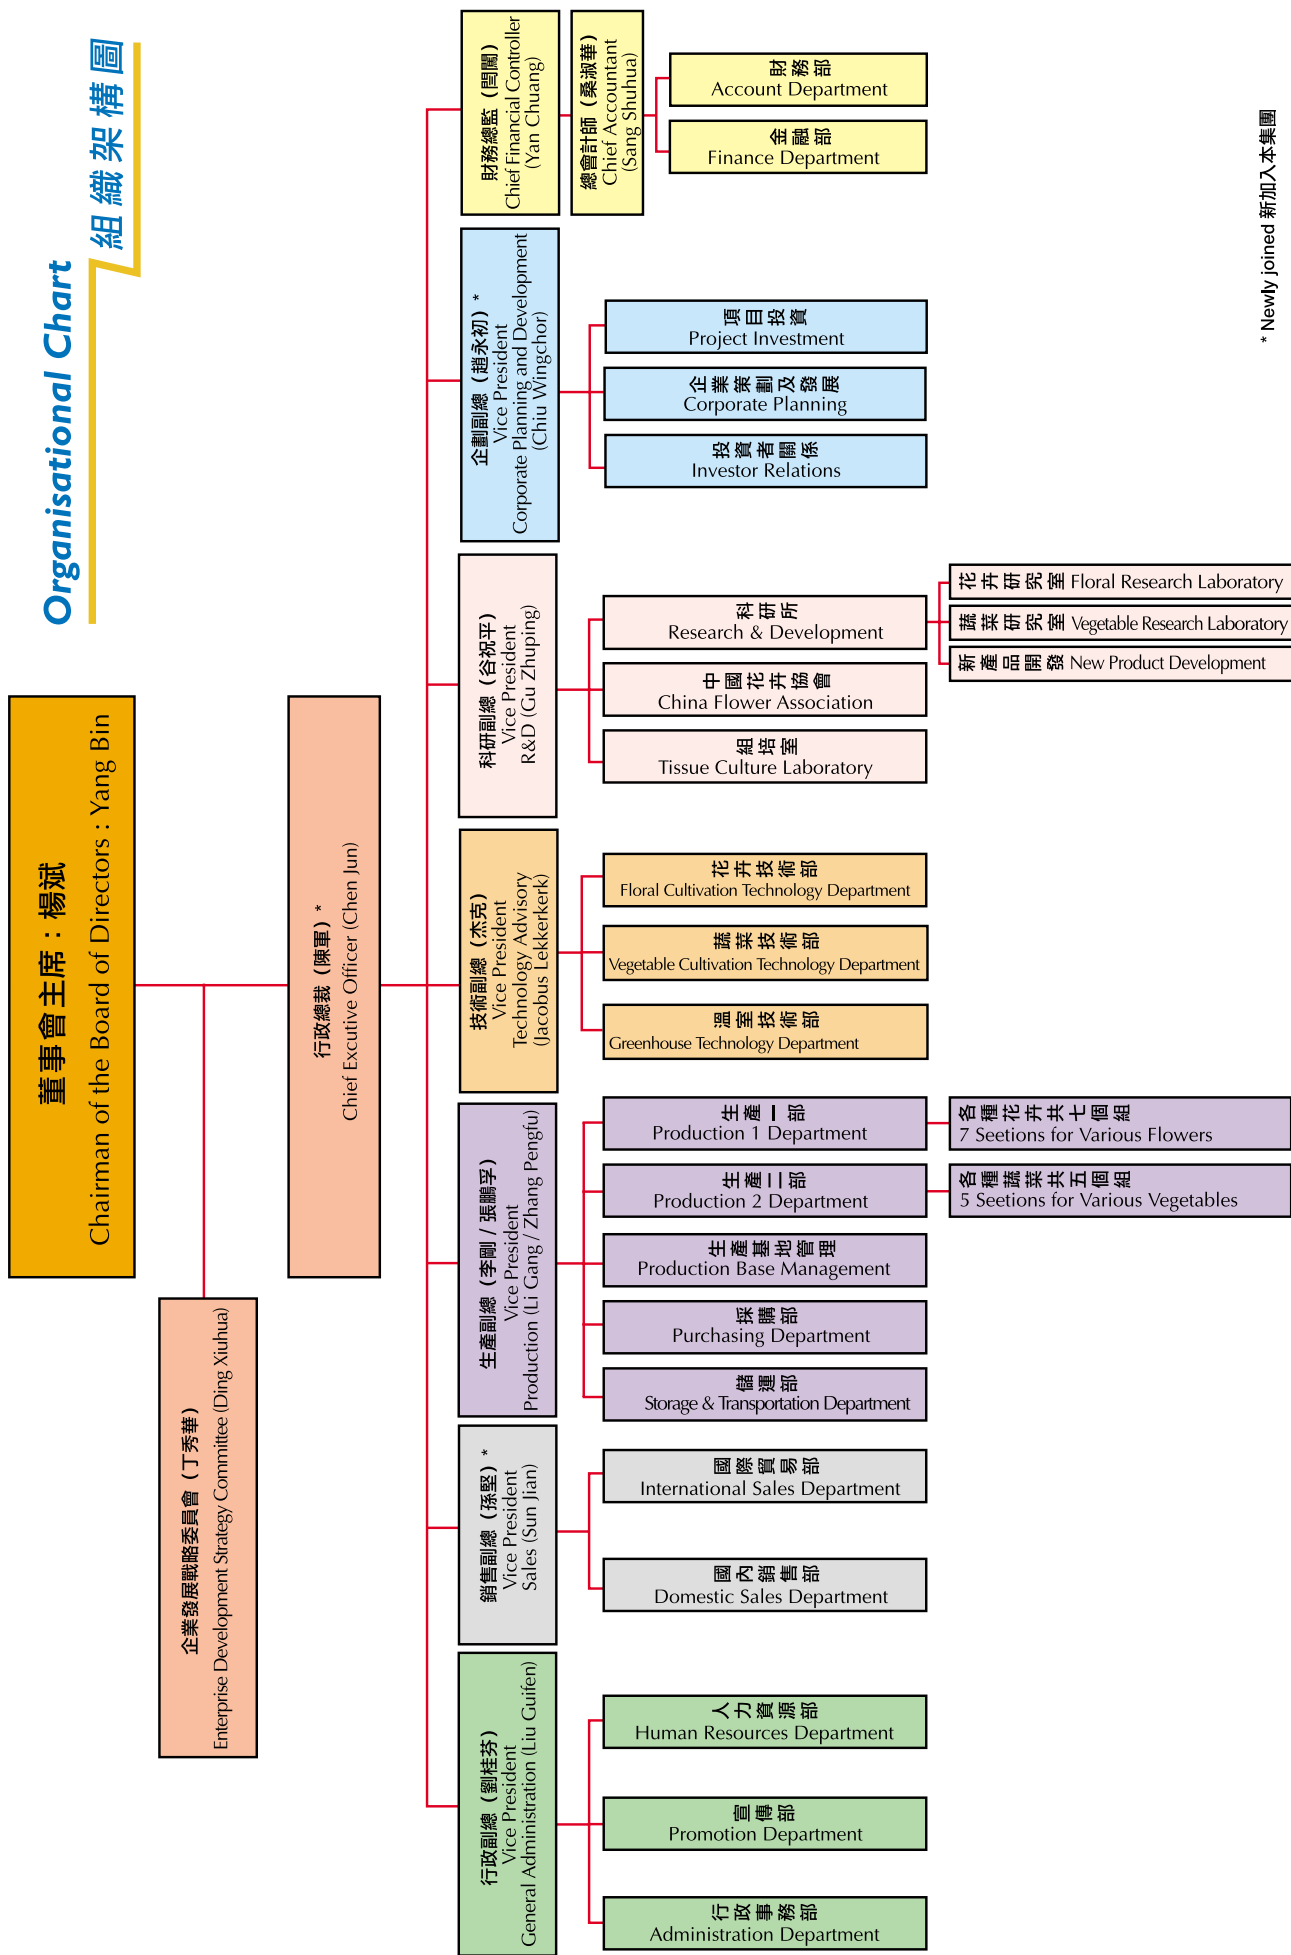 Organisational Chart
組織架構圖
董事會主席：楊斌
Chairman of the Board of Directors : Yang Bin
企業發展戰略委員會（丁秀華）
Enterprise Development Strategy Committee (Ding Xiuhua)
行政總裁（陳軍）*
Chief Excutive Officer (Chen Jun)
行政副總（劉桂芬）
Vice President
General Administration (Liu Guifen)
行政事務部
Administration Department
宣傳部
Promotion Department
人力資源部
Human Resources Department
銷售副總（孫堅）*
Vice President
Sales (Sun Jian)
國內銷售部
Domestic Sales Department
國際貿易部
International Sales Department
生產副總（李剛 / 張鵬孚）
Vice President
Production (Li Gang / Zhang Pengfu)
儲運部
Storage & Transportation Department
採購部
Purchasing Department
生產基地管理
Production Base Management
生產二部
Production 2 Department
各種蔬菜共五個組
5 Seetions for Various Vegetables
生產一部
Production 1 Department
各種花卉共七個組
7 Seetions for Various Flowers
技術副總（杰克）
Vice President
Technology Advisory
(Jacobus Lekkerkerk)
溫室技術部
Greenhouse Technology Department
蔬菜技術部
Vegetable Cultivation Technology Department
花卉技術部
Floral Cultivation Technology Department
科研副總（谷祝平）
Vice President
R&D (Gu Zhuping)
組培室
Tissue Culture Laboratory
中國花卉協會
China Flower Association
科研所
Research & Development
新產品開發 New Product Development
蔬菜研究室 Vegetable Research Laboratory
花卉研究室 Floral Research Laboratory
企劃副總（趙永初）*
Vice President
Corporate Planning and Development
(Chiu Wingchor)
投資者關係
Investor Relations
企業策劃及發展
Corporate Planning
項目投資
Project Investment
財務總監（閆闖）
Chief Financial Controller
(Yan Chuang)
總會計師（桑淑華）
Chief Accountant
(Sang Shuhua)
金融部
Finance Department
財務部
Account Department
* Newly joined 新加入本集團